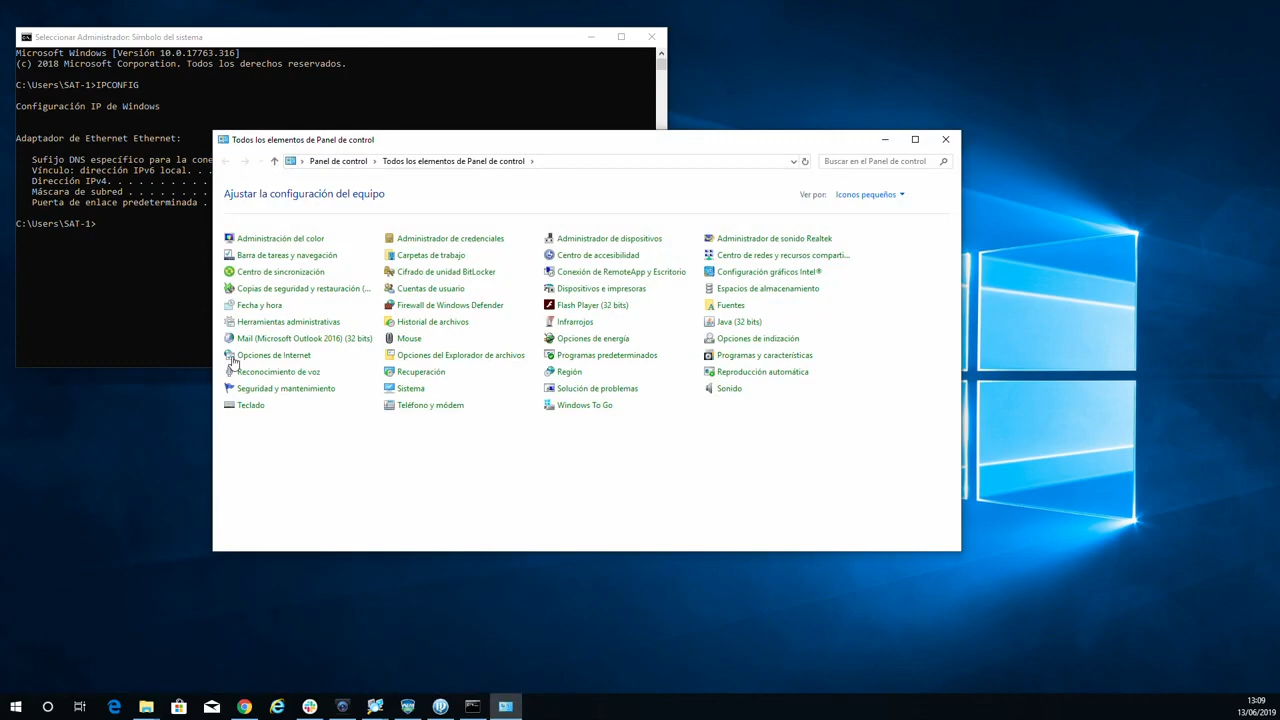 Seleccionar Administrador: Símbolo del sistema
Microsoft Windows [Versión 10.0.17763.316]
(c) 2018 Microsoft Corporation. Todos los derechos reservados.
C:\Users\SAT-1>IPCONFIG
Configuración IP de Windows
Adaptador de Ethernet Ethernet:
Sufijo DNS específico para la cone
Vínculo: dirección IPv6 local. . .
Dirección IPv4. . . . . . . . . .
Máscara de subred . . . . . . . .
Puerta de enlace predeterminada .
C:\Users\SAT-1>
Todos los elementos de Panel de control
Panel de control > Todos los elementos de Panel de control >
Buscar en el Panel de control
Ajustar la configuración del equipo
Ver por: Iconos pequeños
Administración del color
Administrador de credenciales
Administrador de dispositivos
Administrador de sonido Realtek
Barra de tareas y navegación
Carpetas de trabajo
Centro de accesibilidad
Centro de redes y recursos comparti...
Centro de sincronización
Cifrado de unidad BitLocker
Conexión de RemoteApp y Escritorio
Configuración gráficos Intel®
Copias de seguridad y restauración (...
Cuentas de usuario
Dispositivos e impresoras
Espacios de almacenamiento
Fecha y hora
Firewall de Windows Defender
Flash Player (32 bits)
Fuentes
Herramientas administrativas
Historial de archivos
Infrarrojos
Java (32 bits)
Mail (Microsoft Outlook 2016) (32 bits)
Mouse
Opciones de energía
Opciones de indización
Opciones de Internet
Opciones del Explorador de archivos
Programas predeterminados
Programas y características
Reconocimiento de voz
Recuperación
Región
Reproducción automática
Seguridad y mantenimiento
Sistema
Solución de problemas
Sonido
Teclado
Teléfono y módem
Windows To Go
13:09
13/06/2019